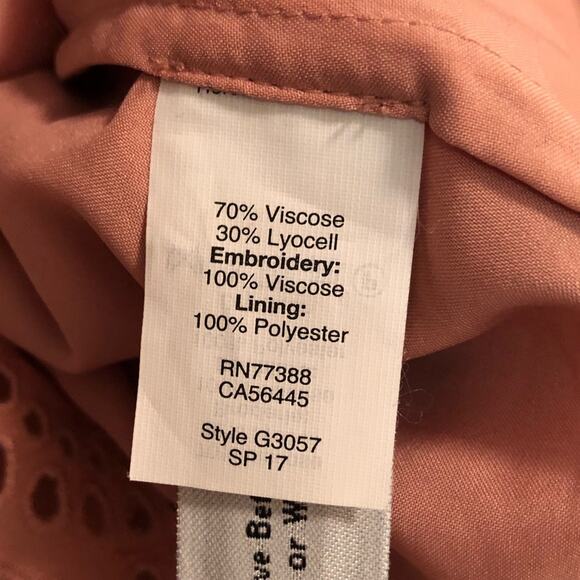 70% Viscose
30% Lyocell
Embroidery:
100% Viscose
Lining:
100% Polyester
RN77388
CA56445
Style G3057
SP 17